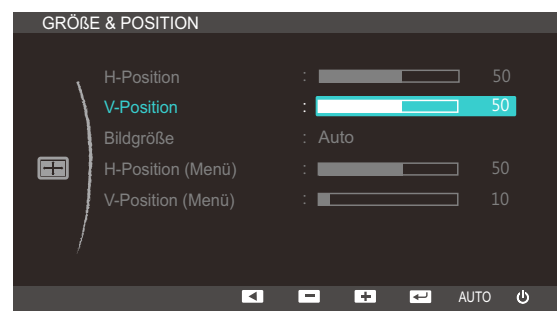 GRÖßE & POSITION
H-Position : 50
V-Position : 50
Bildgröße : Auto
H-Position (Menü) : 50
V-Position (Menü) : 10
AUTO